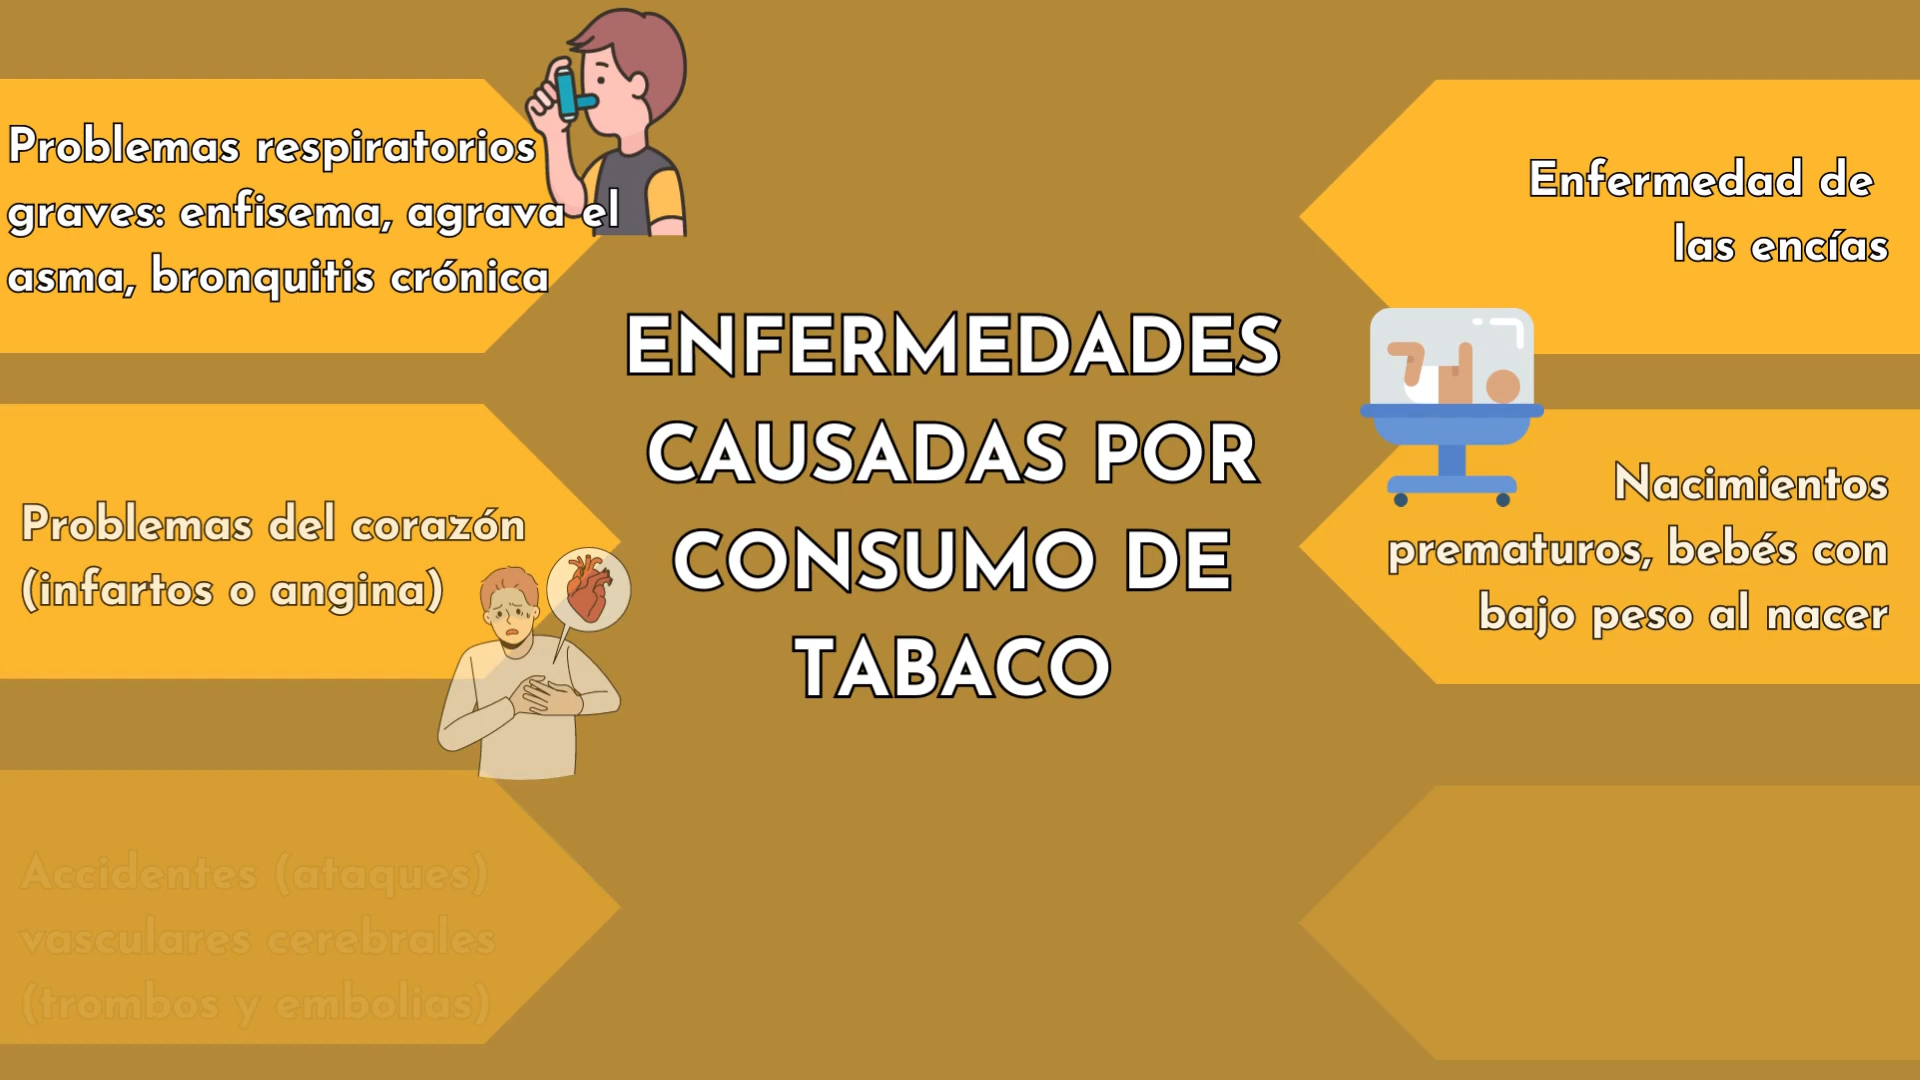 Problemas respiratorios
graves: enfisema, agrava el
asma, bronquitis crónica
Problemas del corazón
(infartos o angina)
Accidentes (ataques)
vasculares cerebrales
(trombos y embolias)
ENFERMEDADES
CAUSADAS POR
CONSUMO DE
TABACO
Enfermedad de
las encías
Nacimientos
prematuros, bebés con
bajo peso al nacer